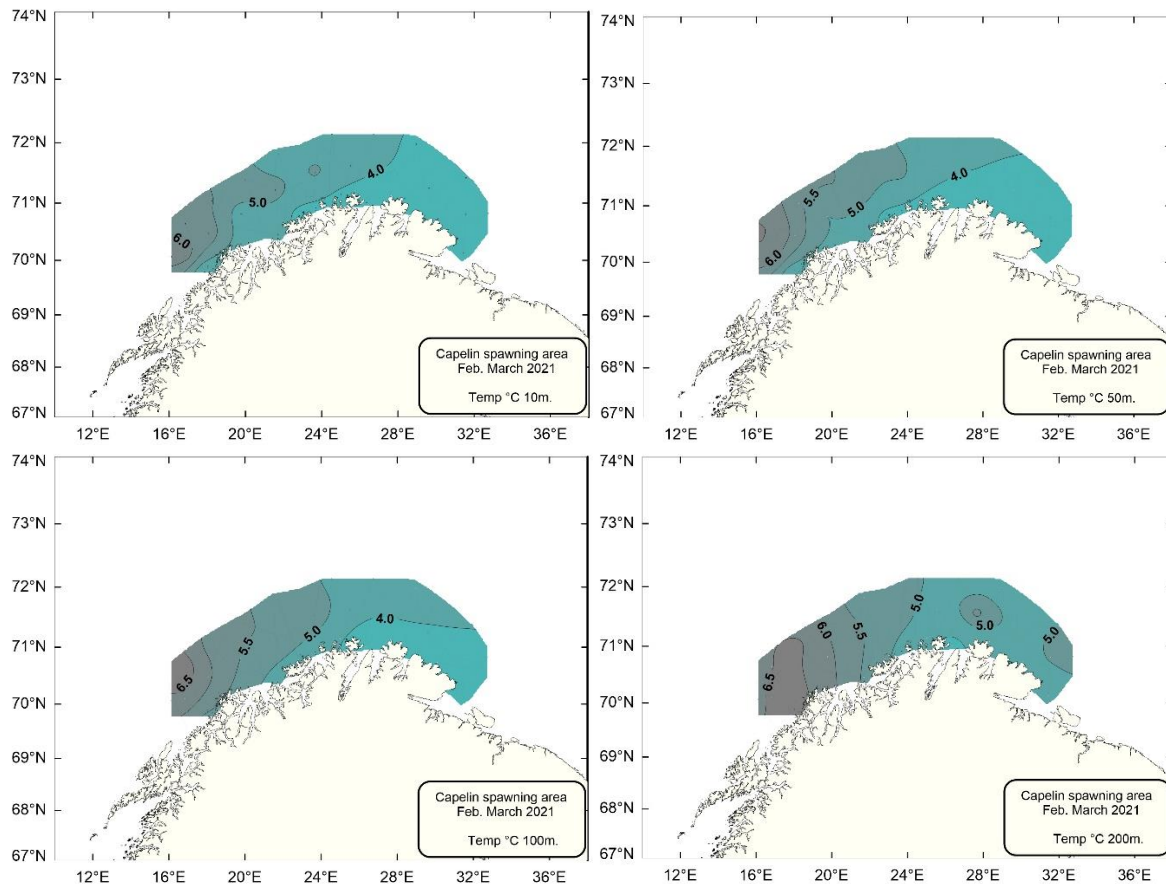 74°N
73°N
72°N
71°N
70°N
69°N
68°N
67°N
4.0
5.0
6.0
Capelin spawning area
Feb. March 2021
Temp °C 10m.
12°E 16°E 20°E 24°E 28°E 32°E 36°E
74°N
73°N
72°N
71°N
70°N
69°N
68°N
67°N
4.0
5.5
5.0
6.0
Capelin spawning area
Feb. March 2021
Temp °C 50m.
12°E 16°E 20°E 24°E 28°E 32°E 36°E
74°N
73°N
72°N
71°N
70°N
69°N
68°N
67°N
4.0
5.0
5.5
6.5
Capelin spawning area
Feb. March 2021
Temp °C 100m.
12°E 16°E 20°E 24°E 28°E 32°E 36°E
74°N
73°N
72°N
71°N
70°N
69°N
68°N
67°N
5.0
5.0
6.0
5.5
5.0
6.5
Capelin spawning area
Feb. March 2021
Temp °C 200m.
12°E 16°E 20°E 24°E 28°E 32°E 36°E